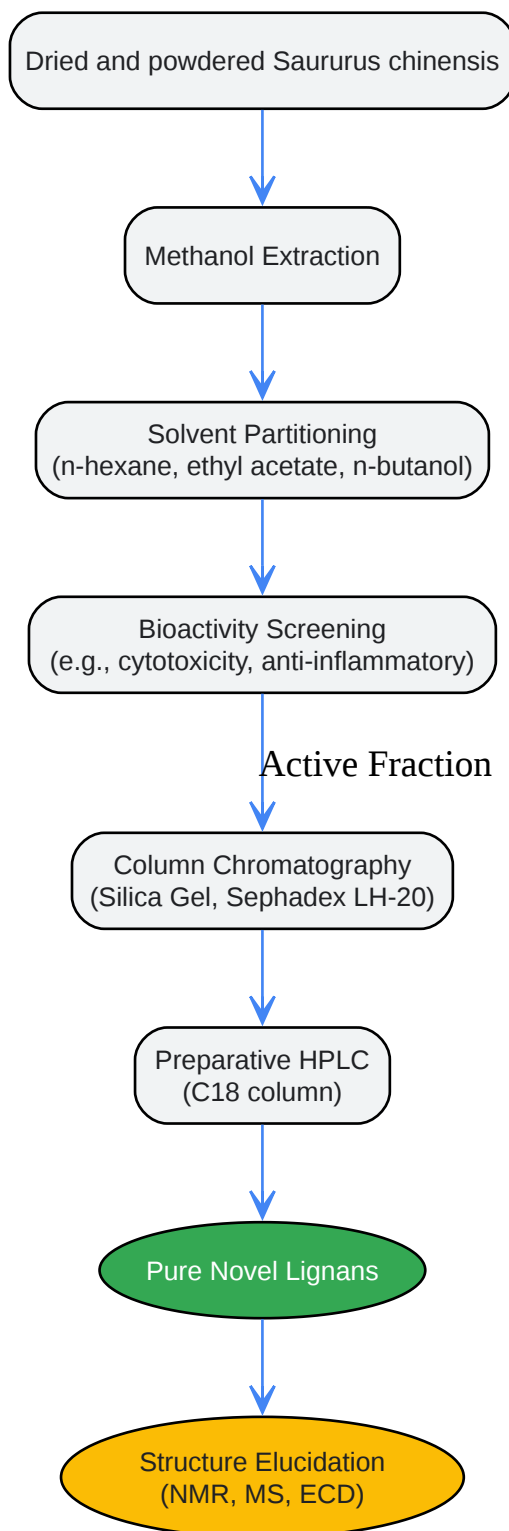 Dried and powdered Saururus chinensis
Methanol Extraction
Solvent Partitioning
(n-hexane, ethyl acetate, n-butanol)
Bioactivity Screening
(e.g., cytotoxicity, anti-inflammatory)
Active Fraction
Column Chromatography
(Silica Gel, Sephadex LH-20)
Preparative HPLC
(C18 column)
Pure Novel Lignans
Structure Elucidation
(NMR, MS, ECD)